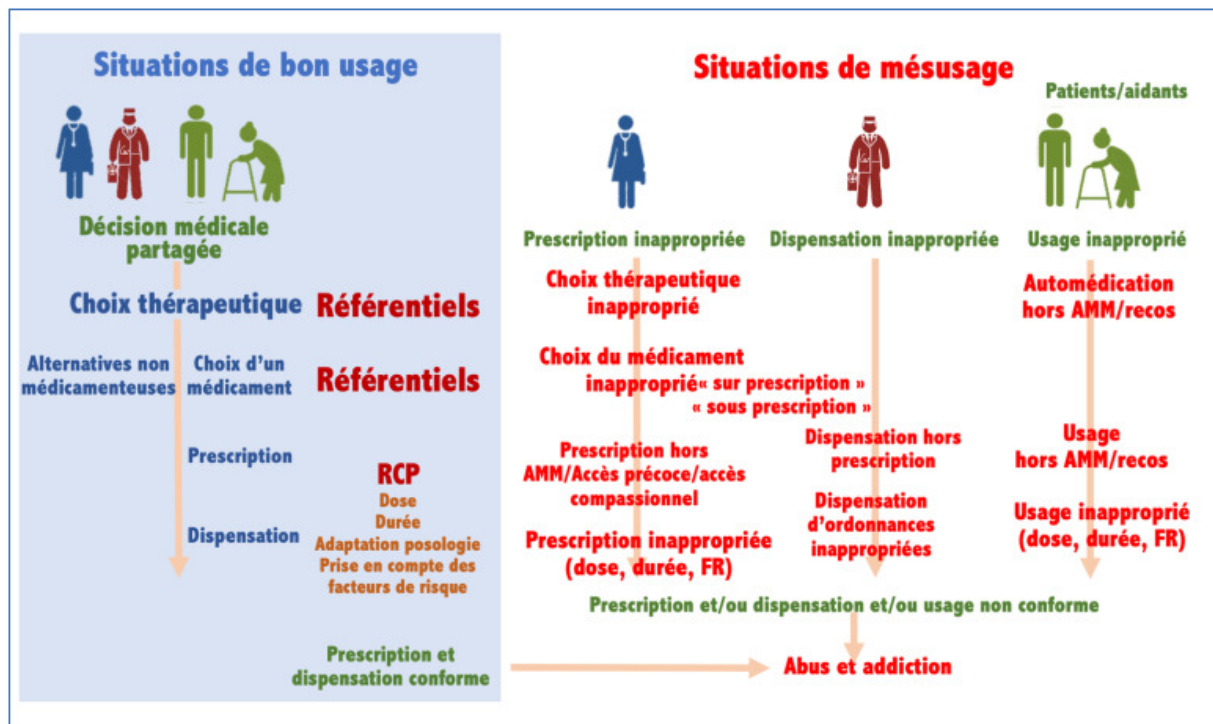 Situations de bon usage
Décision médicale
partagée
Choix thérapeutique
Référentiels
Alternatives non
médicamenteuses
Choix d'un
médicament
Référentiels
Prescription
RCP
Dose
Durée
Adaptation posologie
Prise en compte des
facteurs de risque
Dispensation
Prescription et
dispensation conforme
Situations de mésusage
Patients/aidants
Prescription inappropriée
Dispensation inappropriée
Usage inapproprié
Choix thérapeutique
inapproprié
Choix du médicament
inapproprié
« sur prescription »
« sous prescription »
Prescription hors
AMM/Accès précoce/accès
compassionnel
Prescription inappropriée
(dose, durée, FR)
Dispensation hors
prescription
Dispensation
d'ordonnances
inappropriées
Automédication
hors AMM/recos
Usage
hors AMM/recos
Usage inapproprié
(dose, durée, FR)
Prescription et/ou dispensation et/ou usage non conforme
Abus et addiction